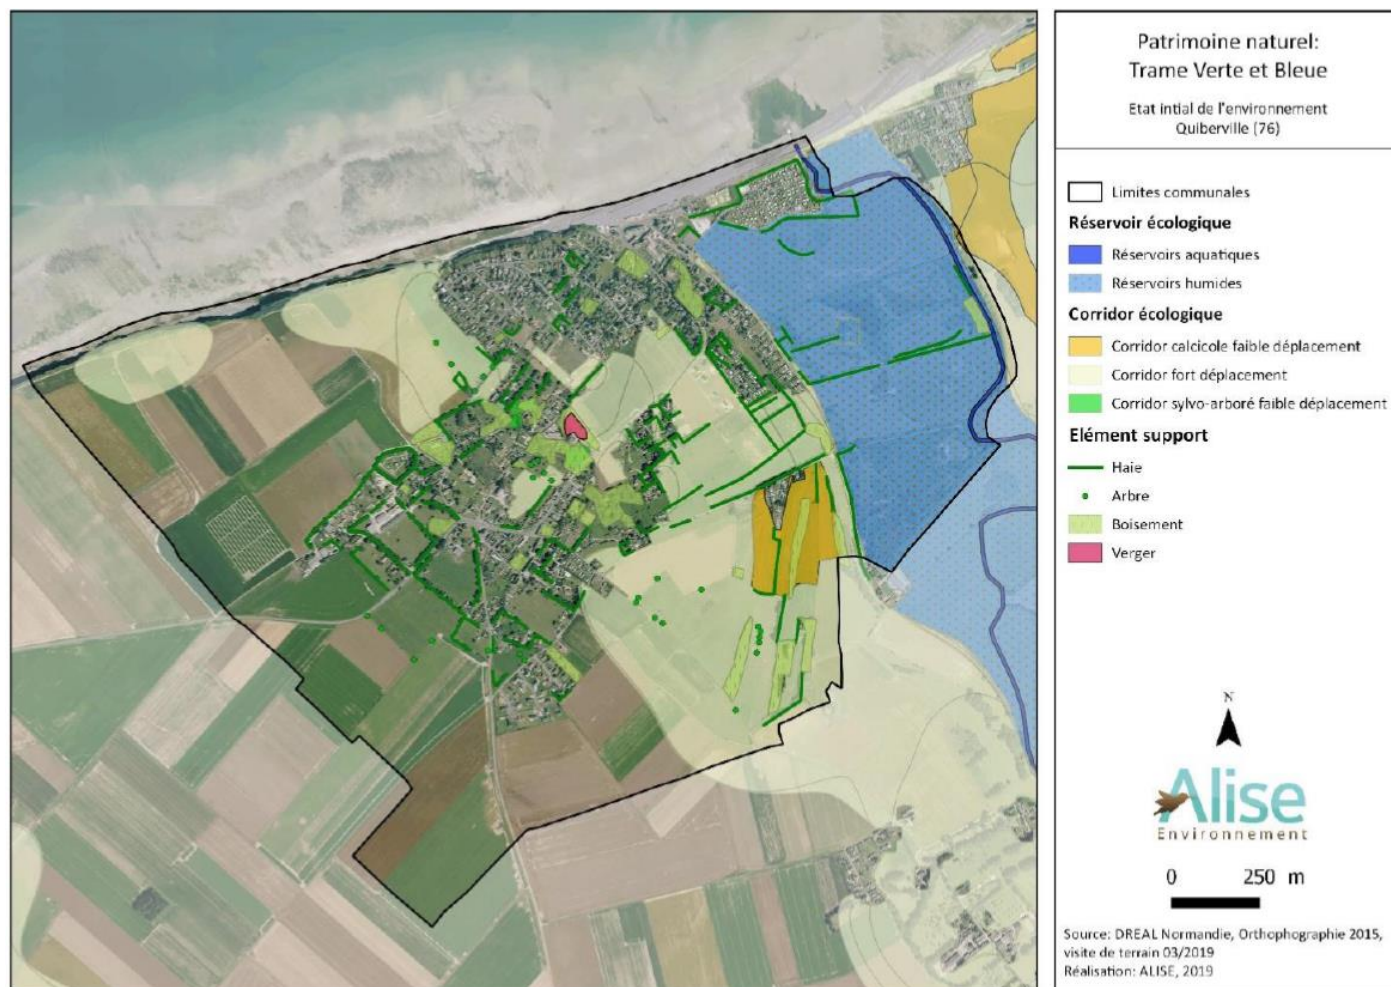 Patrimoine naturel:
Trame Verte et Bleue
Etat intial de l'environnement
Quiberville (76)
Limites communales
Réservoir écologique
Réservoirs aquatiques
Réservoirs humides
Corridor écologique
Corridor calcicole faible déplacement
Corridor fort déplacement
Corridor sylvo-arboré faible déplacement
Elément support
Haie
Arbre
Boisement
Verger
N
Alise
Environnement
0 250 m
Source: DREAL Normandie, Orthophographie 2015,
visite de terrain 03/2019
Réalisation: ALISE, 2019